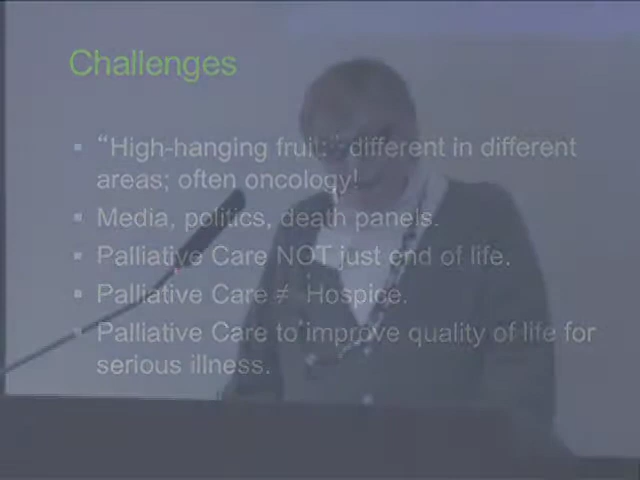 Challenges
“High-hanging fruit:” different in different
areas; often oncology!
Media, politics, death panels.
Palliative Care NOT just end of life.
Palliative Care ≠ Hospice.
Palliative Care to improve quality of life for
serious illness.